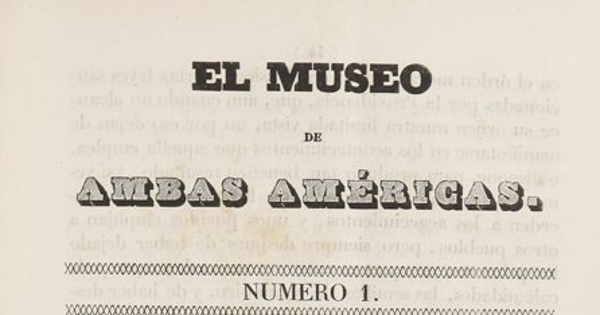 EL MUSEO
DE
AMBAS AMÉRICAS.
NUMERO 1.